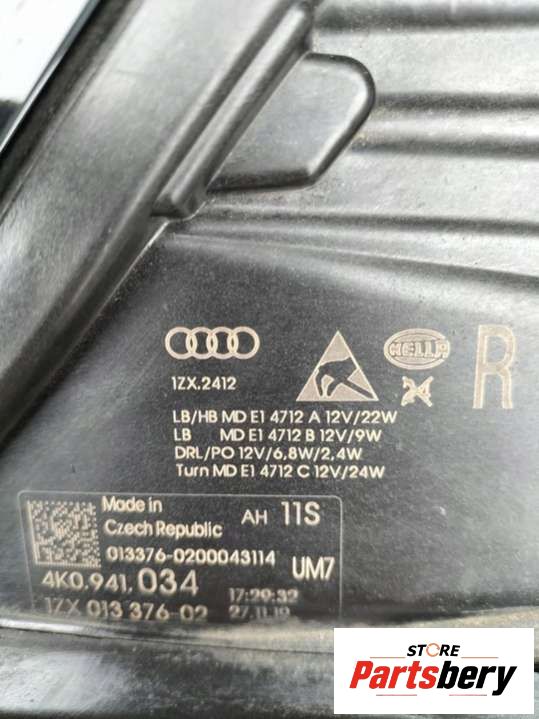 HELLA
R
1ZX.2412
LB/HB MD E1 4712 A 12V/22W
LB MD E1 4712 B 12V/9W
DRL/PO 12V/6,8W/2,4W
Turn MD E1 4712 C 12V/24W
Made in
Czech Republic
AH 11S
013376-0200043114
4K0.941.034
UM7
1ZX 013 376-02
17:29:32
27.11.19
STORE
Partsbery